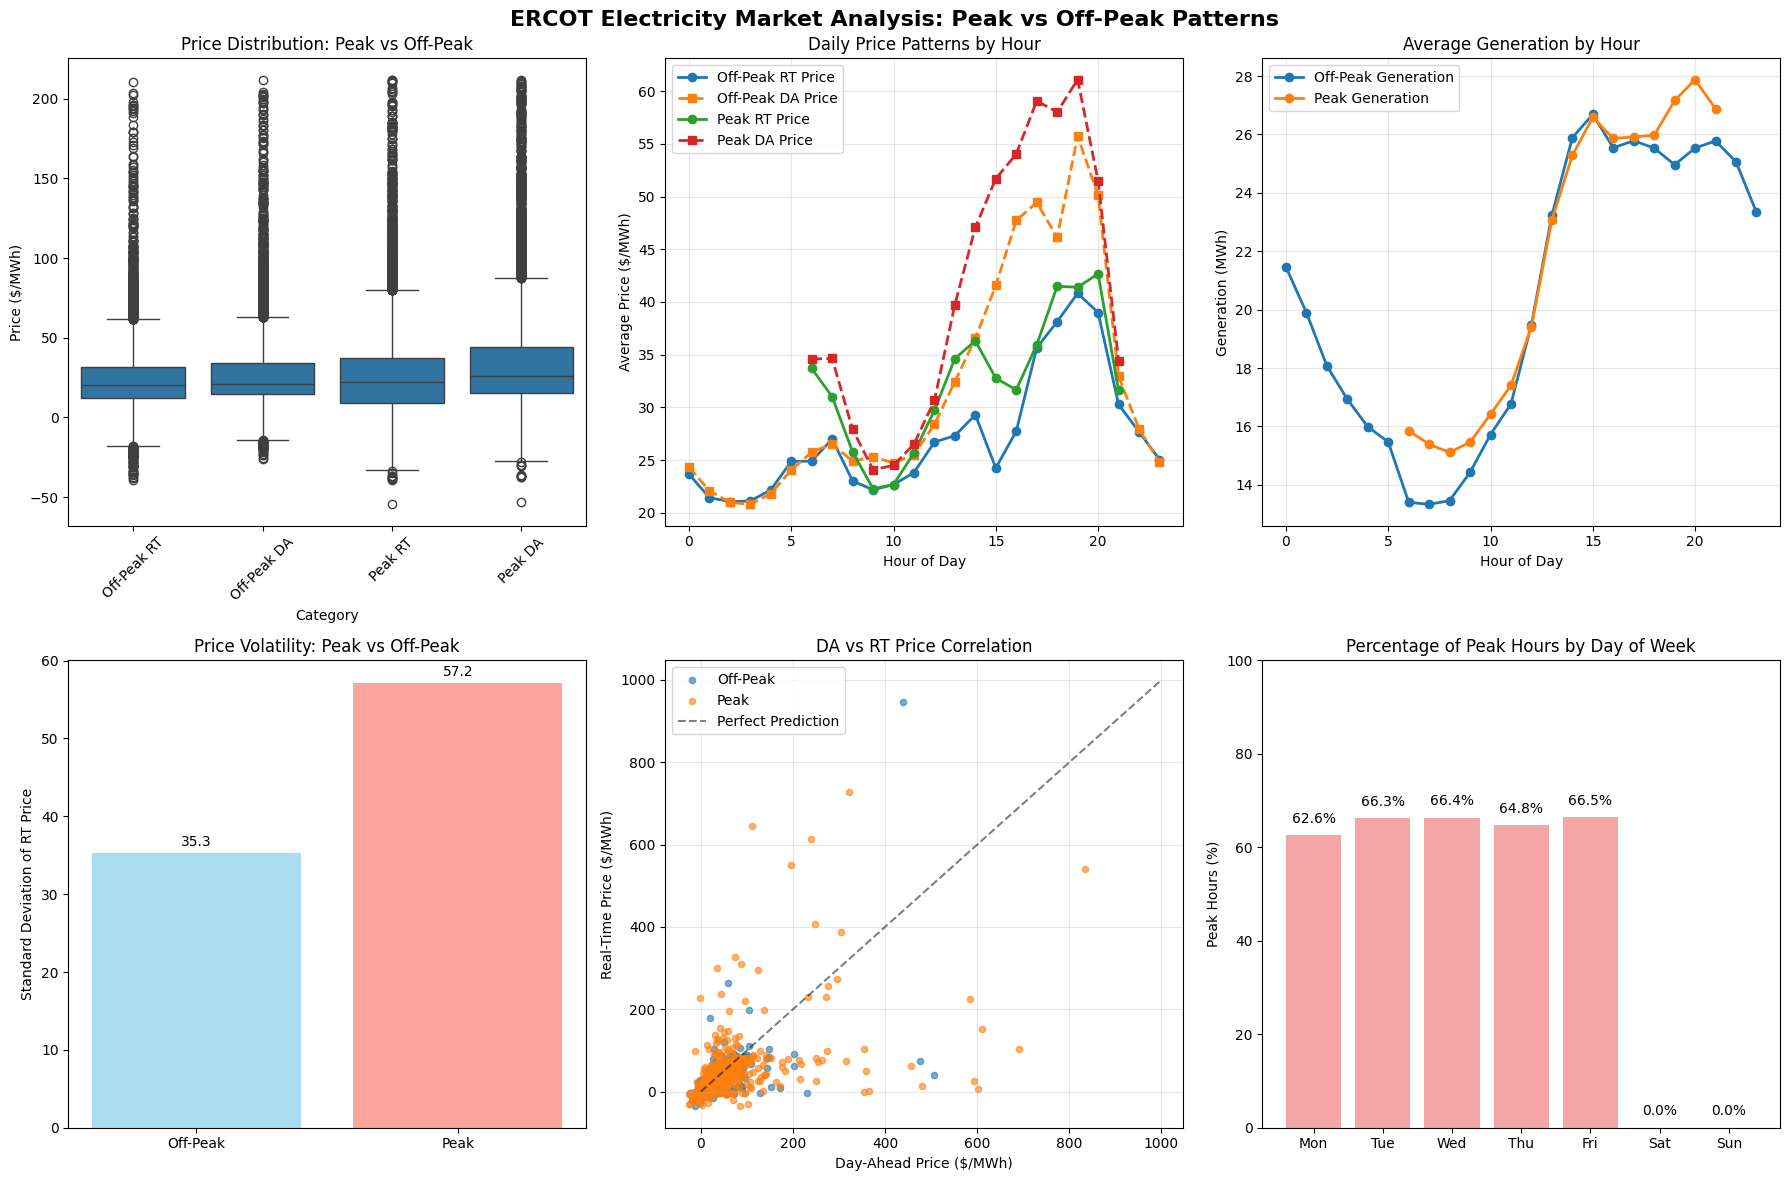 ERCOT Electricity Market Analysis: Peak vs Off-Peak Patterns
Price Distribution: Peak vs Off-Peak
Price ($/MWh)
200
150
100
50
0
−50
Off-Peak RT
Off-Peak DA
Peak RT
Peak DA
Category
Daily Price Patterns by Hour
Off-Peak RT Price
Off-Peak DA Price
Peak RT Price
Peak DA Price
Average Price ($/MWh)
60
55
50
45
40
35
30
25
20
0 5 10 15 20
Hour of Day
Average Generation by Hour
Off-Peak Generation
Peak Generation
Generation (MWh)
28
26
24
22
20
18
16
14
0 5 10 15 20
Hour of Day
Price Volatility: Peak vs Off-Peak
Standard Deviation of RT Price
60
50
40
30
20
10
0
35.3
57.2
Off-Peak Peak
DA vs RT Price Correlation
Off-Peak
Peak
Perfect Prediction
Real-Time Price ($/MWh)
1000
800
600
400
200
0
0 200 400 600 800 1000
Day-Ahead Price ($/MWh)
Percentage of Peak Hours by Day of Week
Peak Hours (%)
100
80
60
40
20
0
62.6% 66.3% 66.4% 64.8% 66.5% 0.0% 0.0%
Mon Tue Wed Thu Fri Sat Sun